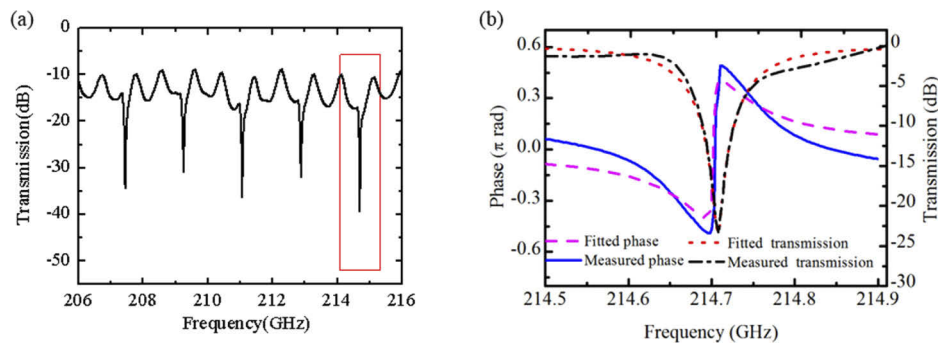 (a)
0
-10
-20
-30
-40
-50
Transmission(dB)
206 208 210 212 214 216
Frequency(GHz)
(b)
0.6
0.3
0.0
-0.3
-0.6
Phase (π rad)
0
-5
-10
-15
-20
-25
-30
Transmission (dB)
Fitted phase Fitted transmission
Measured phase Measured transmission
214.5 214.6 214.7 214.8 214.9
Frequency (GHz)